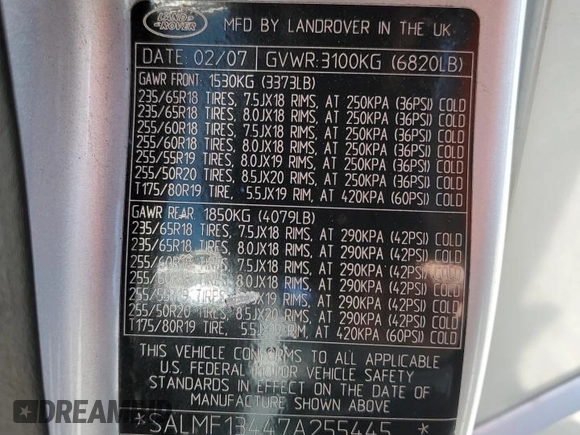 LAND
ROVER
MFD BY LANDROVER IN THE UK
DATE: 02/07 GVWR:3100KG (6820LB)
GAWR FRONT: 1530KG (3373LB)
235/65R18 TIRES, 7.5JX18 RIMS, AT 250KPA (36PSI) COLD
235/65R18 TIRES, 8.0JX18 RIMS, AT 250KPA (36PSI) COLD
255/60R18 TIRES, 7.5JX18 RIMS, AT 250KPA (36PSI) COLD
255/60R18 TIRES, 8.0JX18 RIMS, AT 250KPA (36PSI) COLD
255/55R19 TIRES, 8.0JX19 RIMS, AT 250KPA (36PSI) COLD
255/50R20 TIRES, 8.5JX20 RIMS, AT 250KPA (36PSI) COLD
T175/80R19 TIRE, 5.5JX19 RIM, AT 420KPA (60PSI) COLD
GAWR REAR 1850KG (4079LB)
235/65R18 TIRES, 7.5JX18 RIMS, AT 290KPA (42PSI) COLD
235/65R18 TIRES, 8.0JX18 RIMS, AT 290KPA (42PSI) COLD
255/60R18 TIRES, 7.5JX18 RIMS, AT 290KPA (42PSI) COLD
TIRES, 8.0JX18 RIMS, AT 290KPA (42PSI) COLD
TIRES, RIMS, AT 290KPA (42PSI) COLD
255/50R20 TIRES, 8.5JX20 RIMS, AT 290KPA (42PSI) COLD
T175/80R19 TIRE, RIM, AT 420KPA (60PSI) COLD
THIS VEHICLE CONFORMS TO ALL APPLICABLE
U.S. FEDERAL MOTOR VEHICLE SAFETY
STANDARDS IN EFFECT ON THE DATE OF
MANUFACTURE SHOWN ABOVE
*SALMF13447A255445 *
DREAMBID